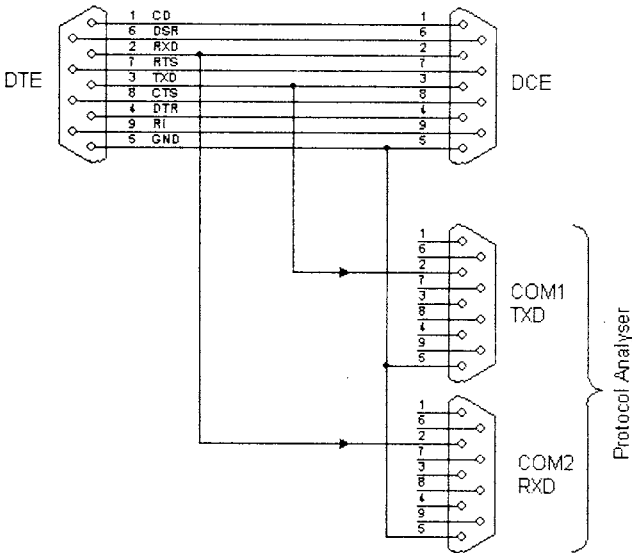 1 CD 1
6 DSR 6
2 RXD 2
7 RTS 7
3 TXD 3
8 CTS 8
4 DTR 4
9 RI 9
5 GND 5
DTE
DCE
1
6
2
7
3
8
4
9
5
COM1
TXD
1
6
2
7
3
8
4
9
5
COM2
RXD
Protocol Analyser